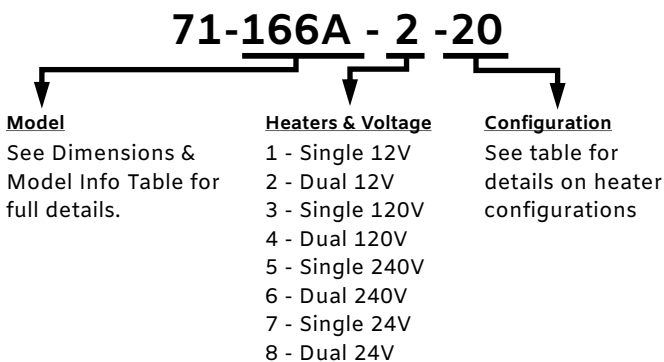 71-166A - 2 -20
Model
See Dimensions &
Model Info Table for
full details.
Heaters & Voltage
1 - Single 12V
2 - Dual 12V
3 - Single 120V
4 - Dual 120V
5 - Single 240V
6 - Dual 240V
7 - Single 24V
8 - Dual 24V
Configuration
See table for
details on heater
configurations